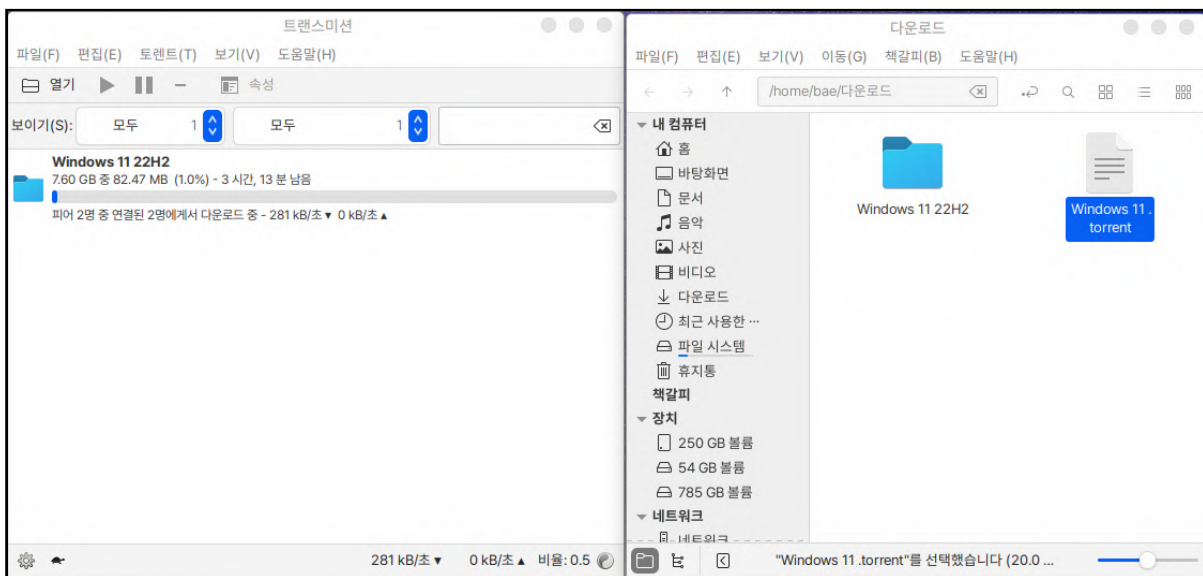 트랜스미션
파일(F) 편집(E) 토렌트(T) 보기(V) 도움말(H)
열기 속성
보이기(S): 모두 1 모두 1
Windows 11 22H2
7.60 GB 중 82.47 MB (1.0%) - 3 시간, 13 분 남음
피어 2명 중 연결된 2명에게서 다운로드 중 - 281 kB/초 ▼ 0 kB/초 ▲
281 kB/초 ▼ 0 kB/초 ▲ 비율: 0.5
다운로드
파일(F) 편집(E) 보기(V) 이동(G) 책갈피(B) 도움말(H)
/home/bae/다운로드
내 컴퓨터
홈
바탕화면
문서
음악
사진
비디오
다운로드
최근 사용한 ···
파일 시스템
휴지통
책갈피
장치
250 GB 볼륨
54 GB 볼륨
785 GB 볼륨
네트워크
네트워크
Windows 11 22H2
Windows 11 .
torrent
"Windows 11 .torrent"를 선택했습니다 (20.0 ...